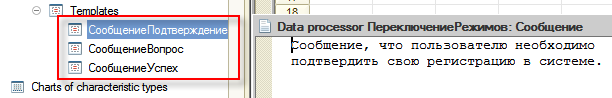 Templates
СообщениеПодтверждение
СообщениеВопрос
СообщениеУспех
Charts of characteristic types
Data processor ПереключениеРежимов: Сообщение
Сообщение, что пользователю необходимо
подтвердить свою регистрацию в системе.